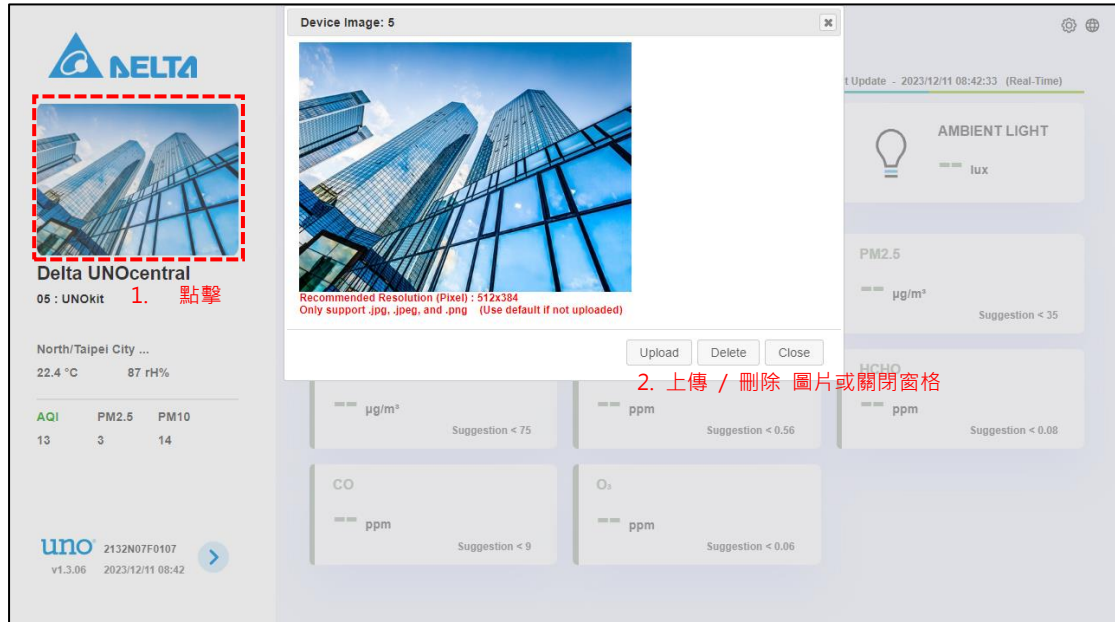 DELTA
Delta UNOcentral
05 : UNOkit
1. 點擊
North/Taipei City ...
22.4 °C 87 rH%
AQI PM2.5 PM10
13 3 14
uno 2132N07F0107
v1.3.06 2023/12/11 08:42
Device Image: 5
Recommended Resolution (Pixel) : 512x384
Only support .jpg, .jpeg, and .png (Use default if not uploaded)
Upload Delete Close
2. 上傳 / 刪除 圖片或關閉窗格
t Update - 2023/12/11 08:42:33 (Real-Time)
AMBIENT LIGHT
-- lux
PM2.5
-- μg/m³
Suggestion < 35
-- μg/m³
Suggestion < 75
-- ppm
Suggestion < 0.56
HCHO
-- ppm
Suggestion < 0.08
CO
-- ppm
Suggestion < 9
O₃
-- ppm
Suggestion < 0.06